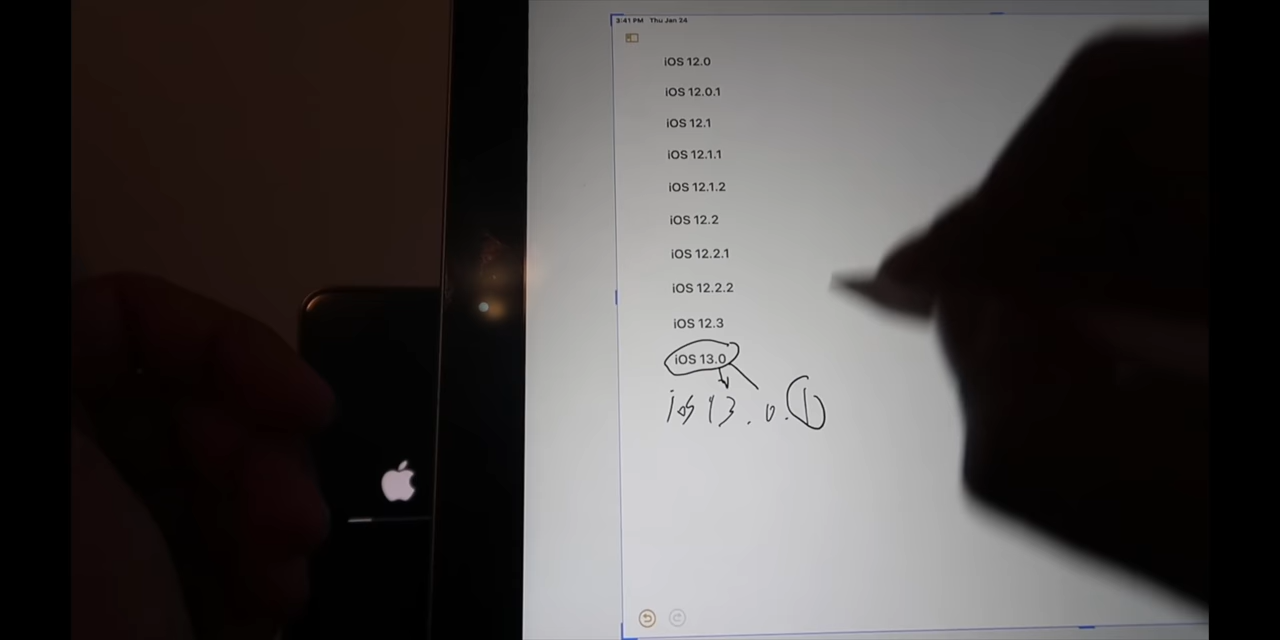 3:41 PM Thu Jan 24
iOS 12.0
iOS 12.0.1
iOS 12.1
iOS 12.1.1
iOS 12.1.2
iOS 12.2
iOS 12.2.1
iOS 12.2.2
iOS 12.3
iOS 13.0
ios 13.0.1